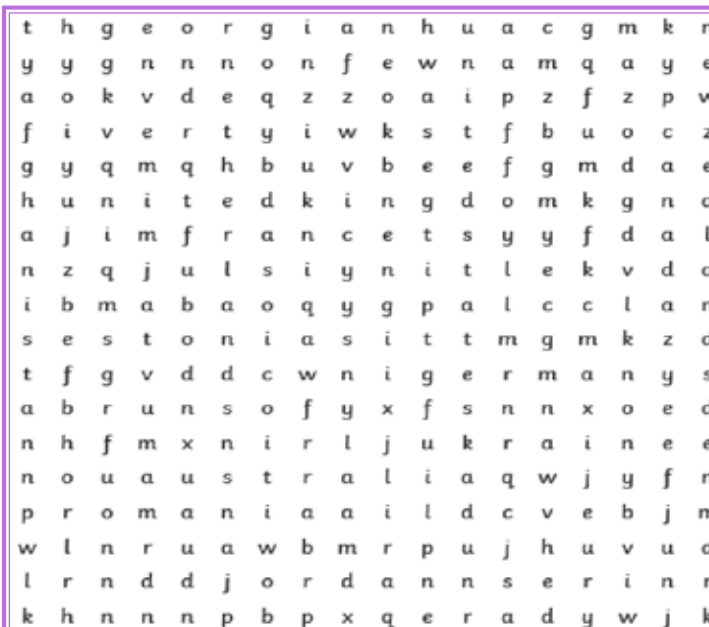 t h g e o r g i a n h u a c g m k
y y g n n n o n f e w n a m q a y
a o k v d e q z z o a i p z f z p
f i v e r t y i w k s t f b u o c
g y q m q h b u v b e e f g m d a
h u n i t e d k i n g d o m k g n
a j i m f r a n c e t s y y f d a
n z q j u l s i y n i t l e k v d
i b m a b a o q y g p a l c c l a
s e s t o n i a s i t t m g m k z
t f g v d d c w n i g e r m a n y
a b r u n s o f y x f s n n x o e
n h f m x n i r l j u k r a i n e
n o u a u s t r a l i a q w j y f
p r o m a n i a a i l d c v e b j
w l n r u a w b m r p u j h u v u
l r n d d j o r d a n n s e r i n
k h n n n p b p x q e r a d y w j